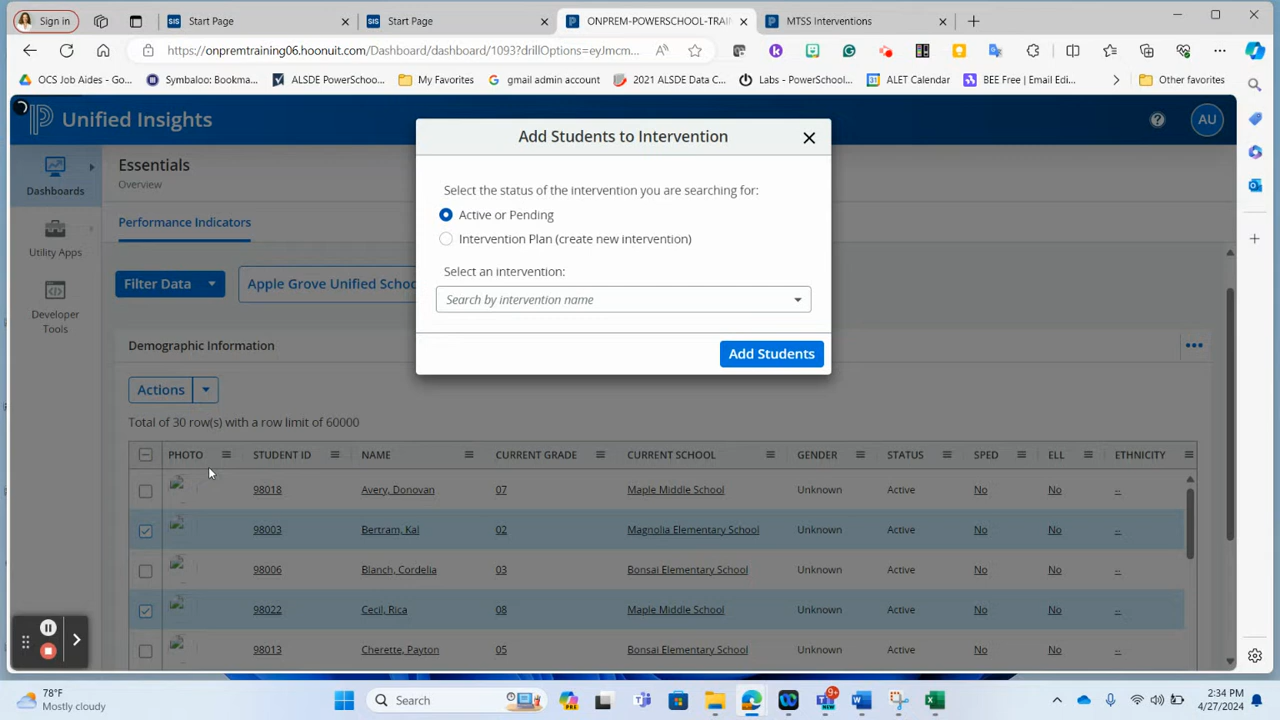 Sign in
SIS Start Page
SIS Start Page
ONPREM-POWERSCHOOL-TRAI
MTSS Interventions
https://onpremtraining06.hoonuit.com/Dashboard/dashboard/1093?drillOptions=eyJmcm...
OCS Job Aides - Go...
Symbaloo: Bookma...
ALSDE PowerSchoo...
My Favorites
gmail admin account
2021 ALSDE Data C...
Labs - PowerSchool...
ALET Calendar
BEE Free | Email Edi...
Other favorites
Unified Insights
AU
Add Students to Intervention
Dashboards
Utility Apps
Developer
Tools
Essentials
Overview
Performance Indicators
Select the status of the intervention you are searching for:
Active or Pending
Intervention Plan (create new intervention)
Select an intervention:
Search by intervention name
Add Students
Filter Data
Apple Grove Unified Schoo
Demographic Information
Actions
Total of 30 row(s) with a row limit of 60000
PHOTO STUDENT ID NAME CURRENT GRADE CURRENT SCHOOL GENDER STATUS SPED ELL ETHNICITY
98018 Avery, Donovan 07 Maple Middle School Unknown Active No No --
98003 Bertram, Kal 02 Magnolia Elementary School Unknown Active No No --
98006 Blanch, Cordelia 03 Bonsai Elementary School Unknown Active No No --
98022 Cecil, Rica 08 Maple Middle School Unknown Active No No --
98013 Cherette, Payton 05 Bonsai Elementary School Unknown Active No No --
78°F
Mostly cloudy
Search
PRE
NEW
9+
2:34 PM
4/27/2024